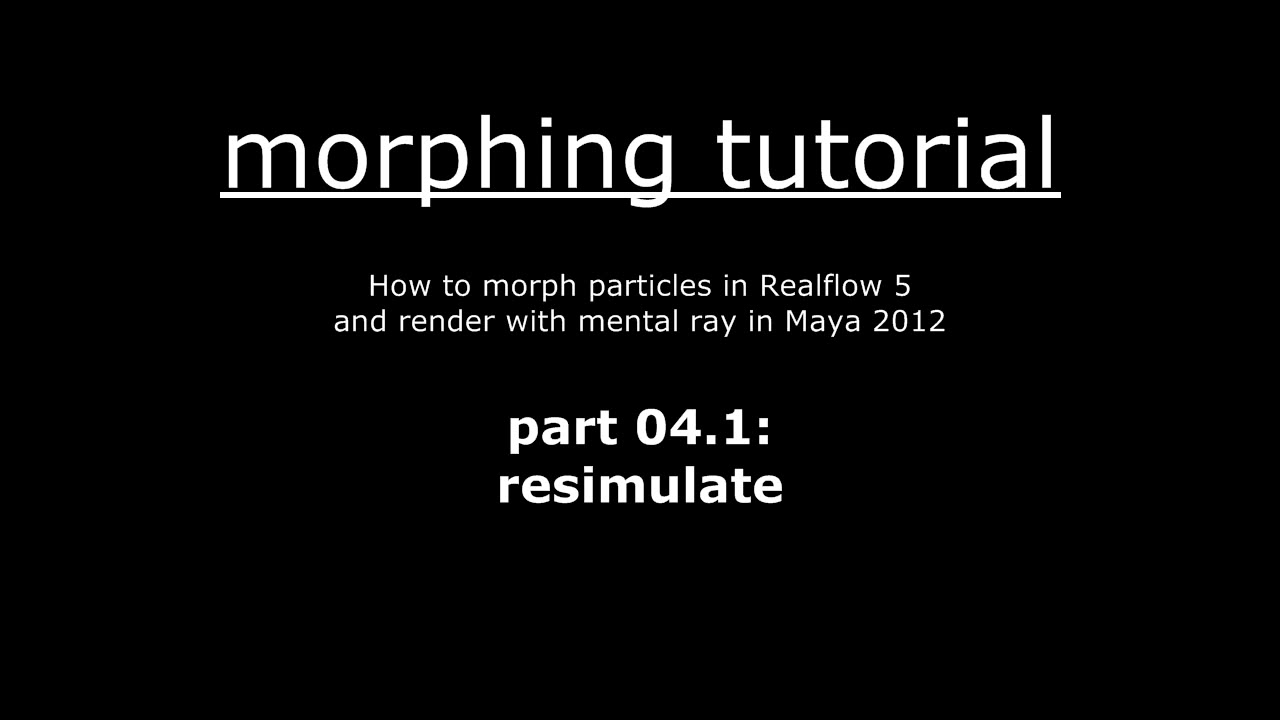 morphing tutorial
How to morph particles in Realflow 5
and render with mental ray in Maya 2012
part 04.1:
resimulate